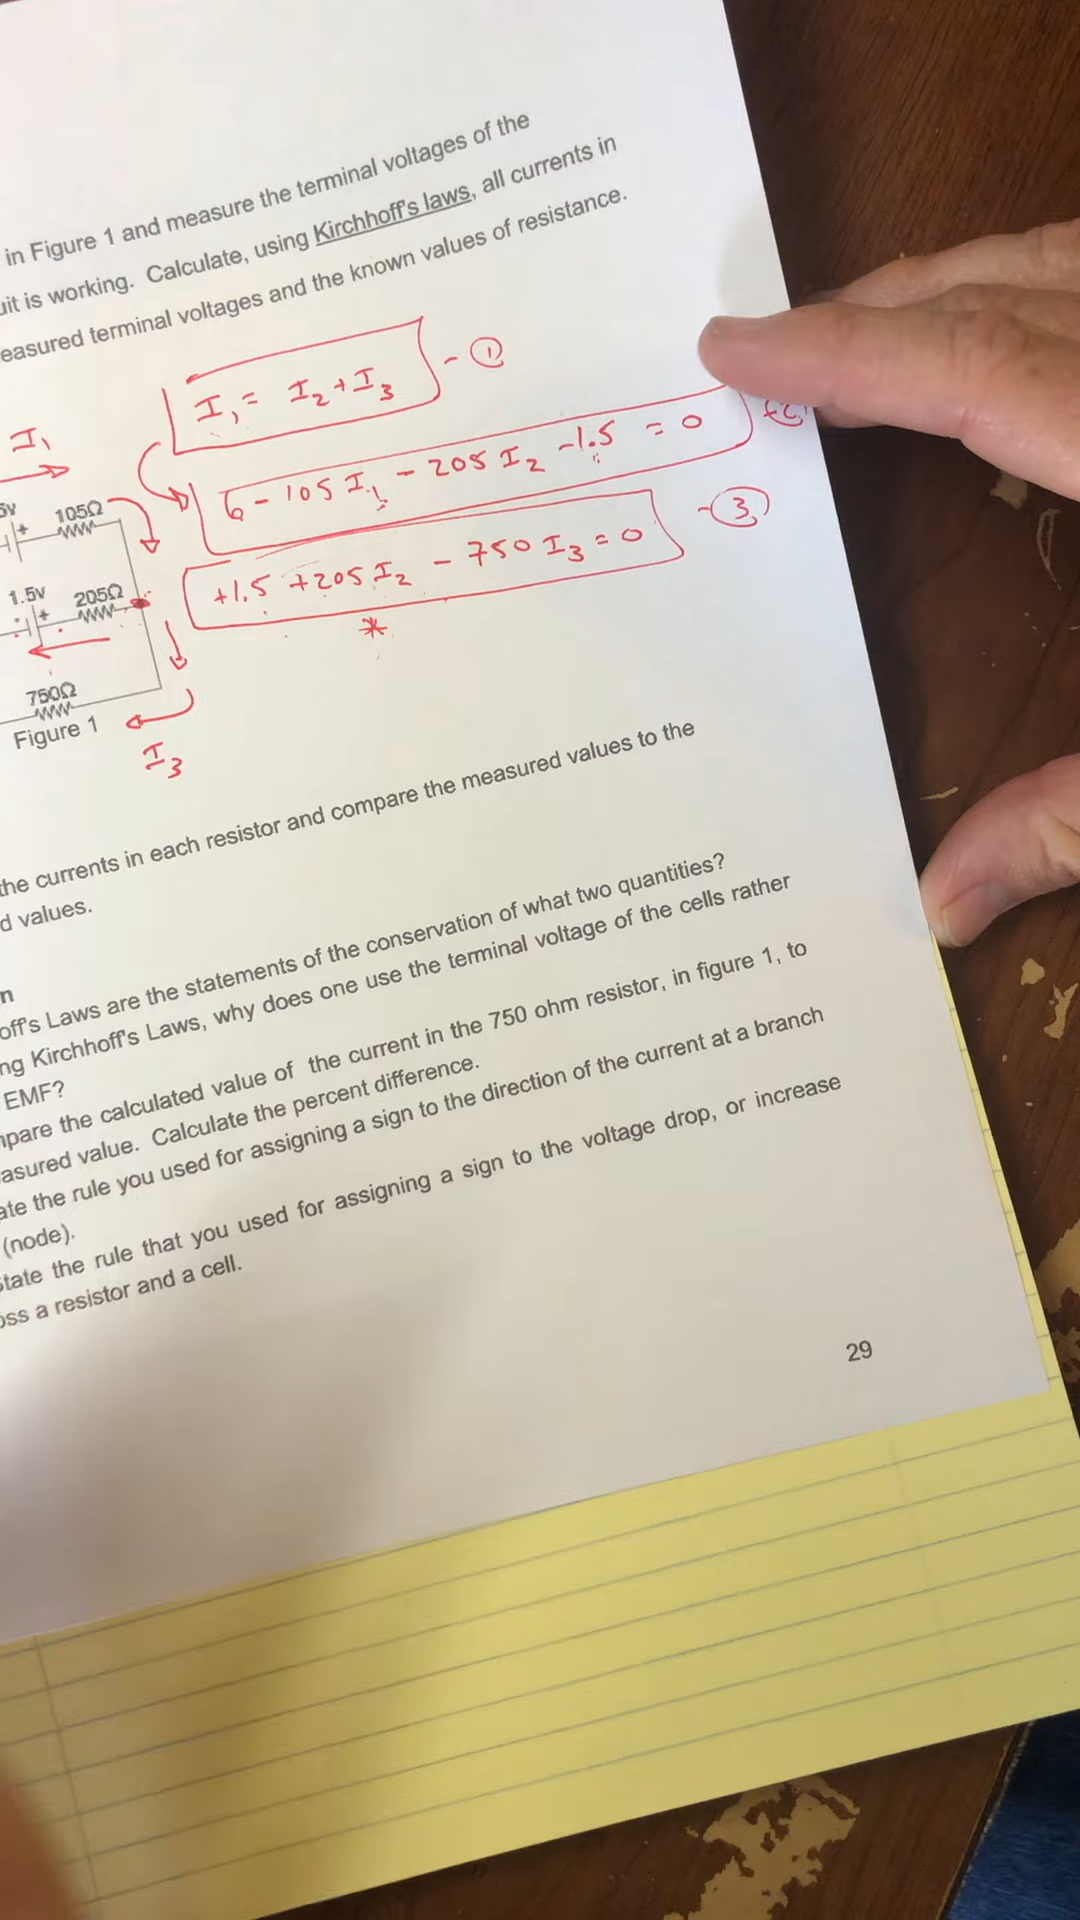 in Figure 1 and measure the terminal voltages of the
uit is working. Calculate, using Kirchhoff's laws, all currents in
easured terminal voltages and the known values of resistance.
I₁ = I₂ + I₃ - ①
6 - 105 I₁ - 205 I₂ - 1.5 = 0
+1.5 + 205 I₂ - 750 I₃ = 0 - ③
*
I₁
5v
+
105Ω
1.5v
+
205Ω
750Ω
Figure 1
I₃
the currents in each resistor and compare the measured values to the
d values.
n
off's Laws are the statements of the conservation of what two quantities?
ng Kirchhoff's Laws, why does one use the terminal voltage of the cells rather
EMF?
mpare the calculated value of the current in the 750 ohm resistor, in figure 1, to
asured value. Calculate the percent difference.
ate the rule you used for assigning a sign to the direction of the current at a branch
(node).
State the rule that you used for assigning a sign to the voltage drop, or increase
oss a resistor and a cell.
29